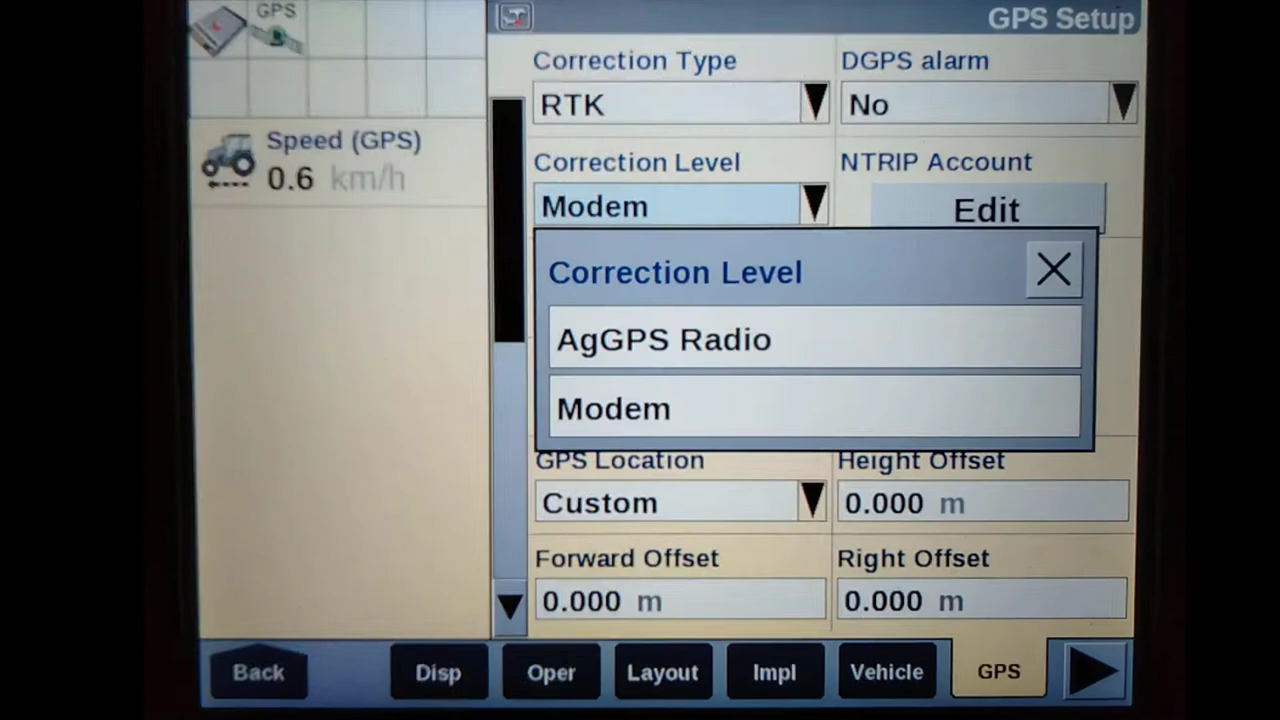 GPS
GPS Setup
Speed (GPS)
0.6 km/h
Correction Type
RTK
DGPS alarm
No
Correction Level
Modem
NTRIP Account
Edit
Correction Level
AgGPS Radio
Modem
GPS Location
Custom
Height Offset
0.000 m
Forward Offset
0.000 m
Right Offset
0.000 m
Back
Disp
Oper
Layout
Impl
Vehicle
GPS